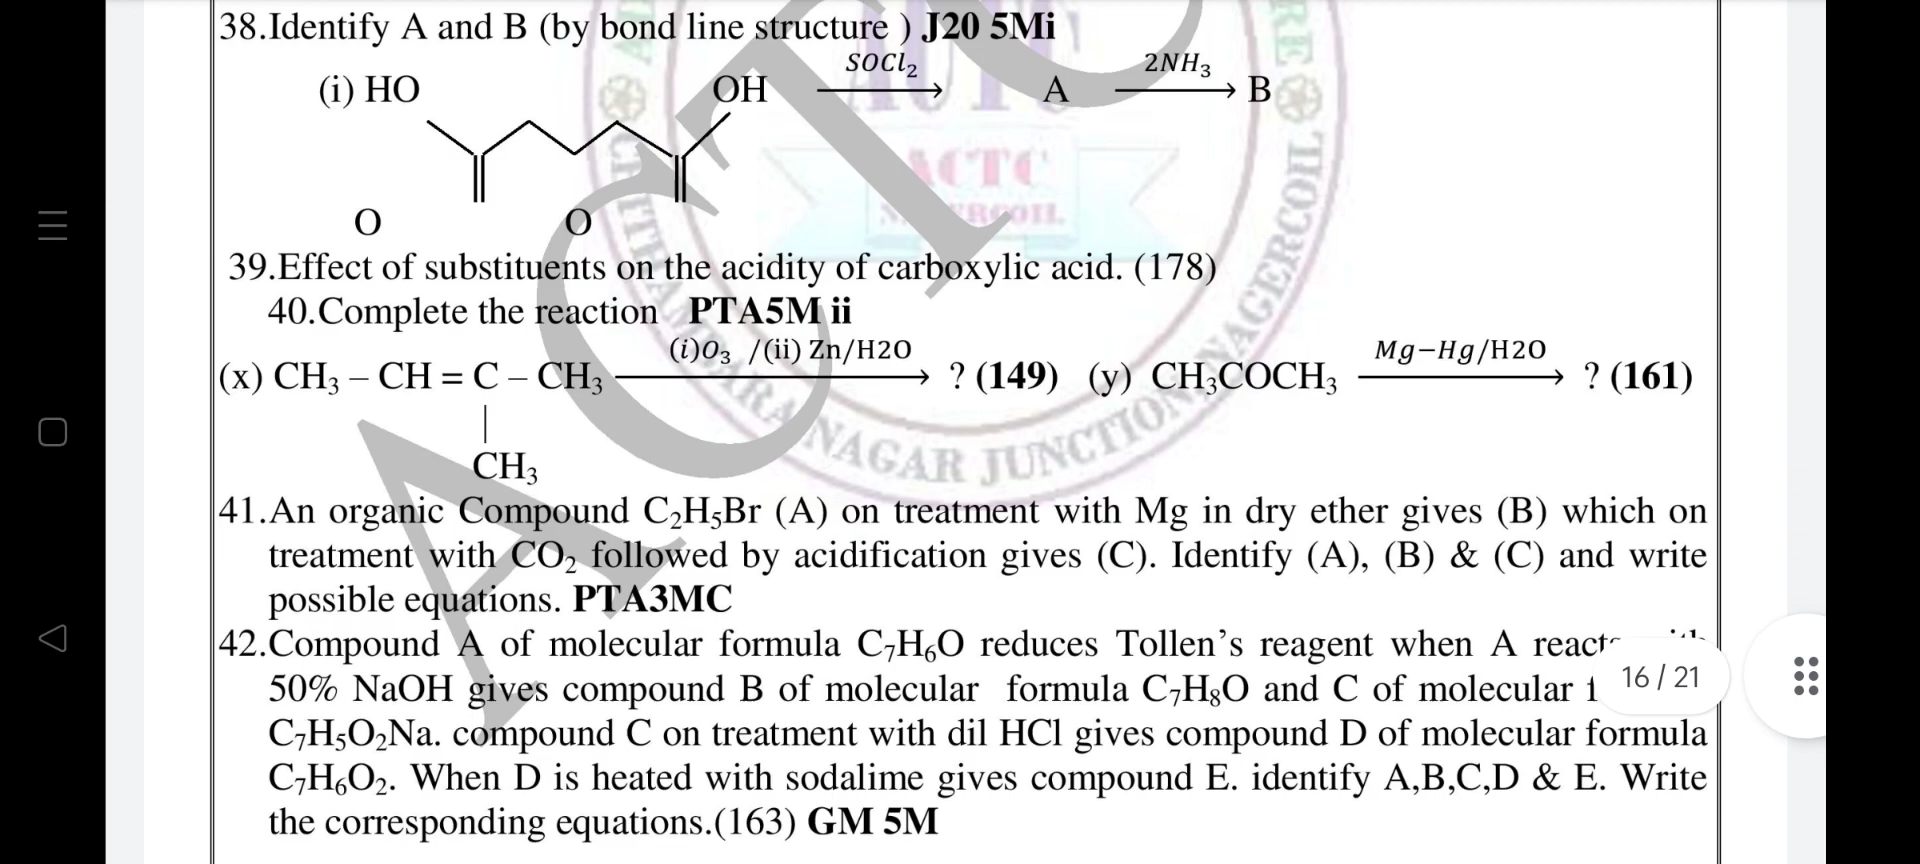 38.Identify A and B (by bond line structure ) J20 5Mi
(i) HO OH SOCl₂ A 2NH₃ B
O O
39.Effect of substituents on the acidity of carboxylic acid. (178)
40.Complete the reaction PTA5M ii
(x) CH₃ – CH = C – CH₃ (i)O₃ /(ii) Zn/H2O ? (149) (y) CH₃COCH₃ Mg−Hg/H2O ? (161)
|
CH₃
41.An organic Compound C₂H₅Br (A) on treatment with Mg in dry ether gives (B) which on
treatment with CO₂ followed by acidification gives (C). Identify (A), (B) & (C) and write
possible equations. PTA3MC
42.Compound A of molecular formula C₇H₆O reduces Tollen’s reagent when A
50% NaOH gives compound B of molecular formula C₇H₈O and C of molecular
16 / 21
C₇H₅O₂Na. compound C on treatment with dil HCl gives compound D of molecular formula
C₇H₆O₂. When D is heated with sodalime gives compound E. identify A,B,C,D & E. Write
the corresponding equations.(163) GM 5M
ACTC
ACTC
NAGAR JUNCTION NAGERCOIL